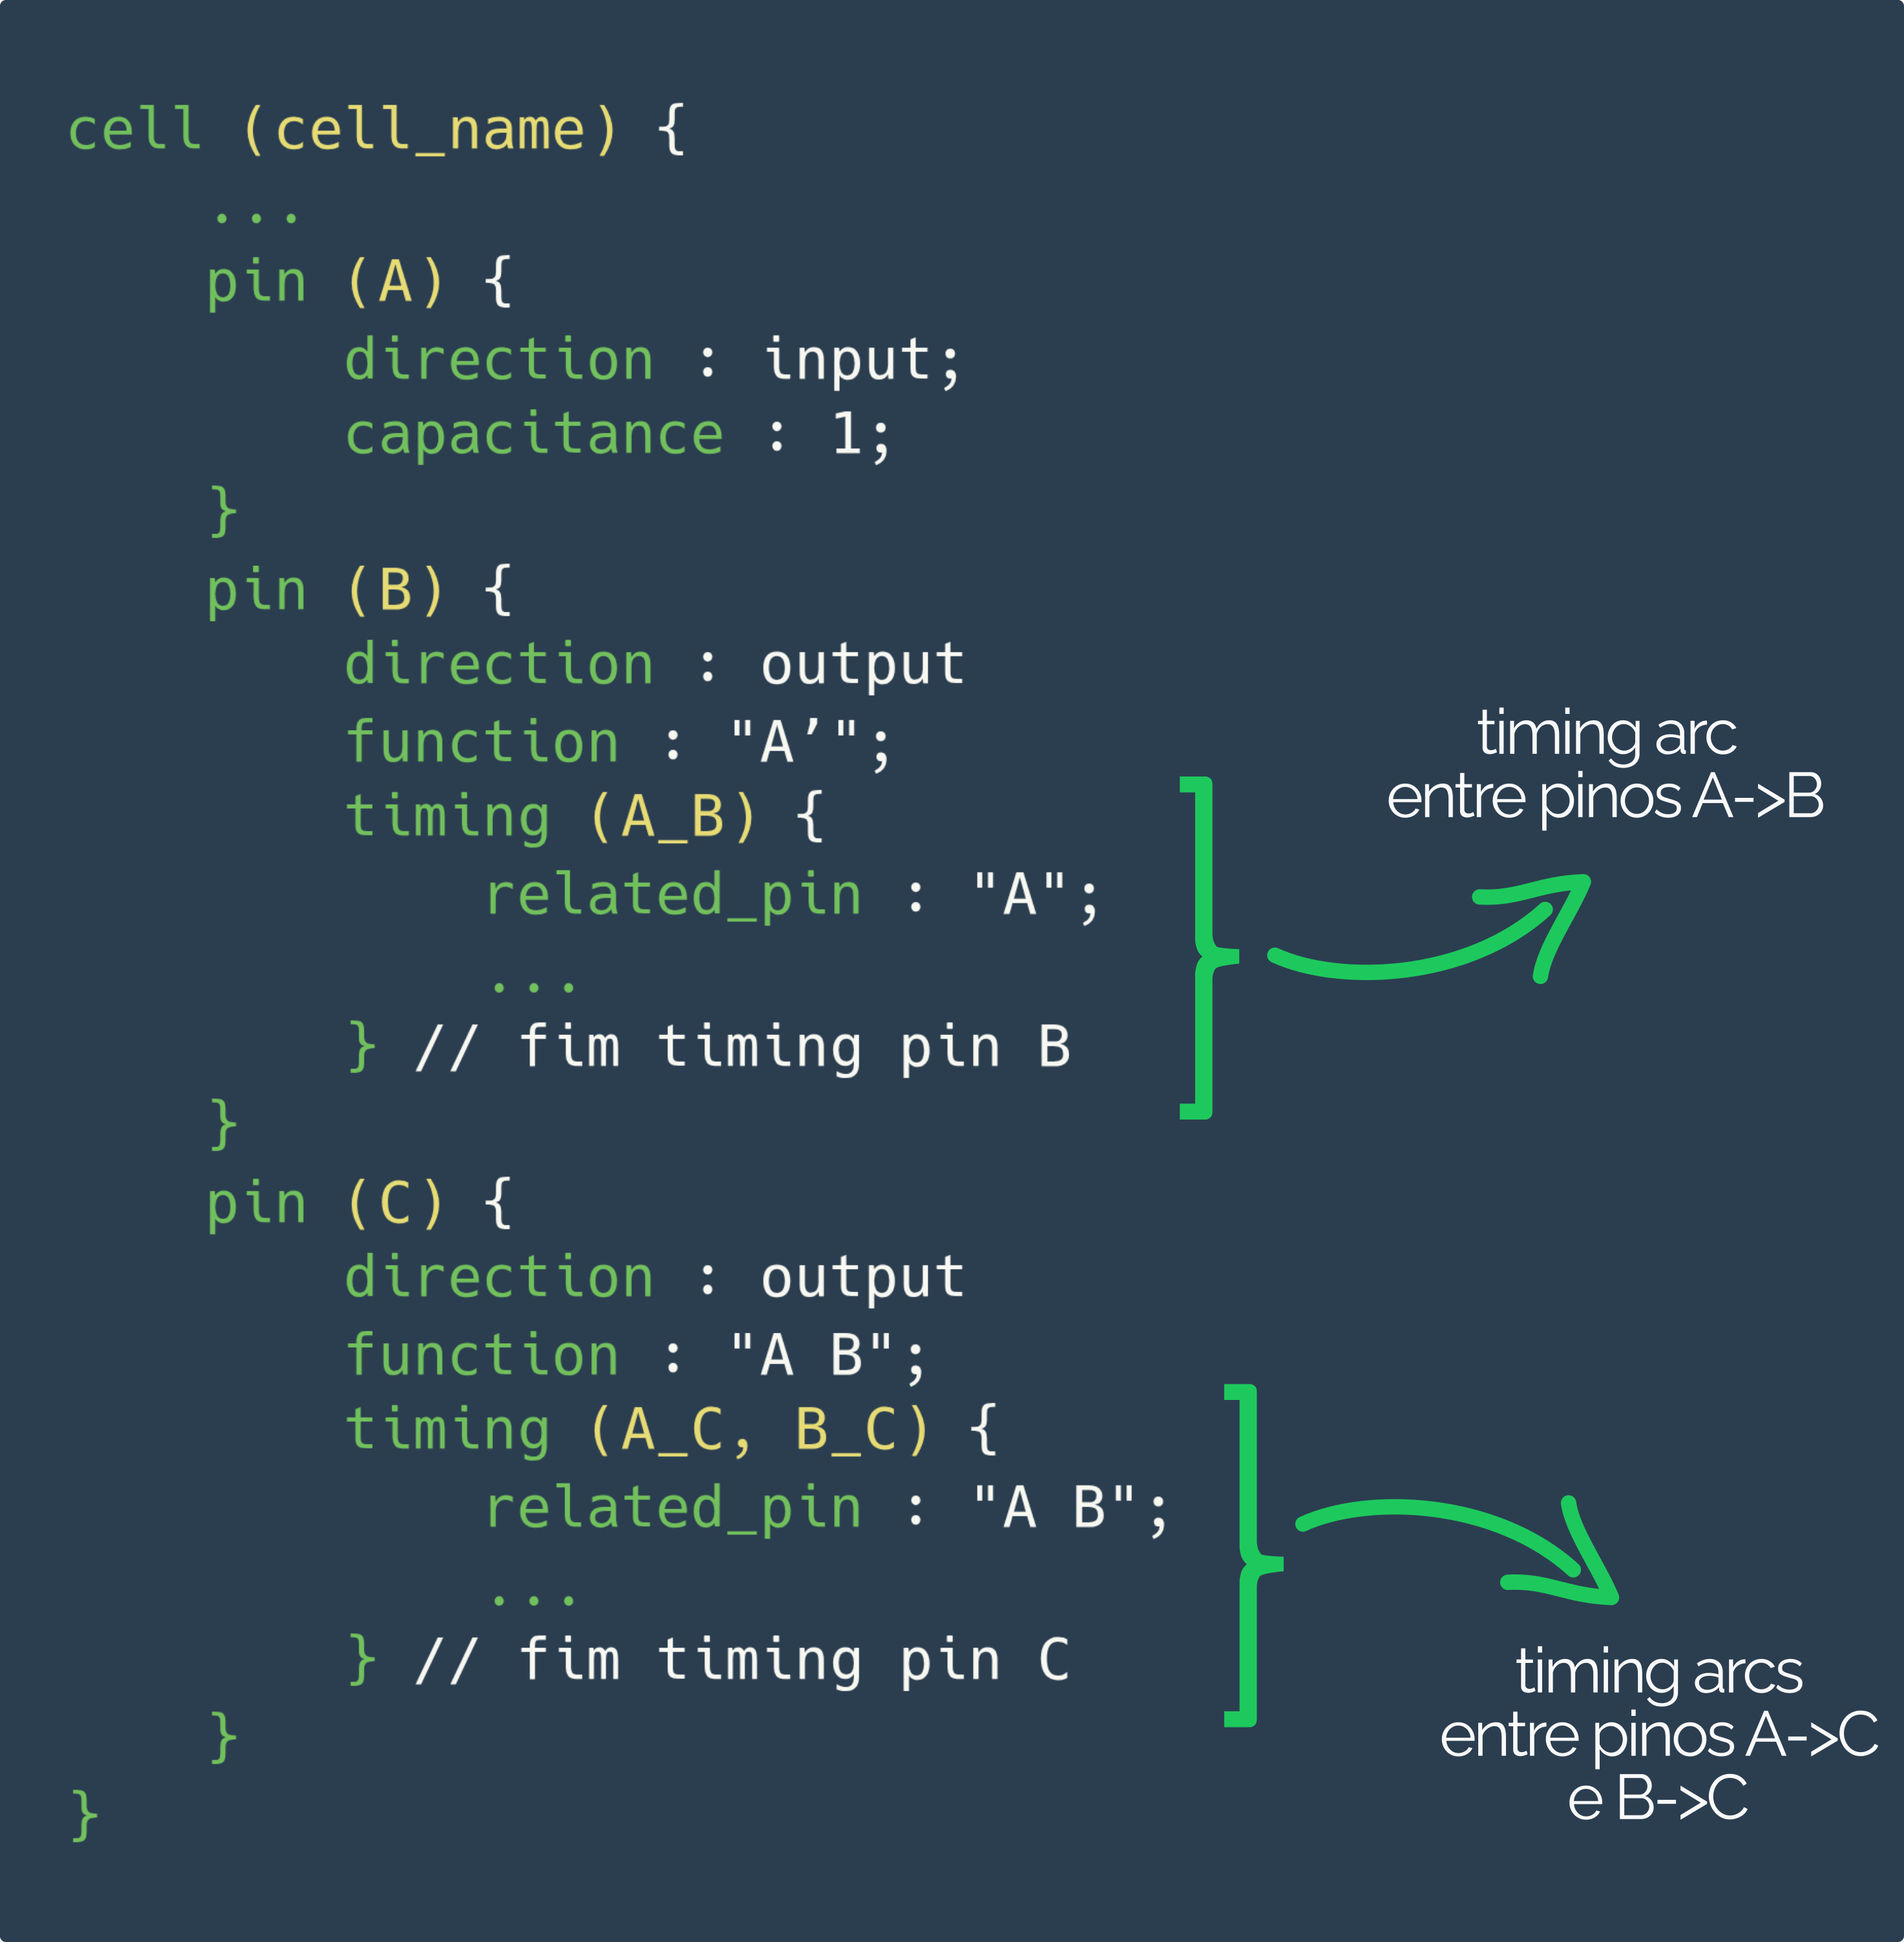 cell (cell_name) {
...
pin (A) {
direction : input;
capacitance : 1;
}
pin (B) {
direction : output
function : "A’";
timing (A_B) {
related_pin : "A";
...
} // fim timing pin B
}
pin (C) {
direction : output
function : "A B";
timing (A_C, B_C) {
related_pin : "A B";
...
} // fim timing pin C
}
}
timing arc
entre pinos A->B
timing arcs
entre pinos A->C
e B->C